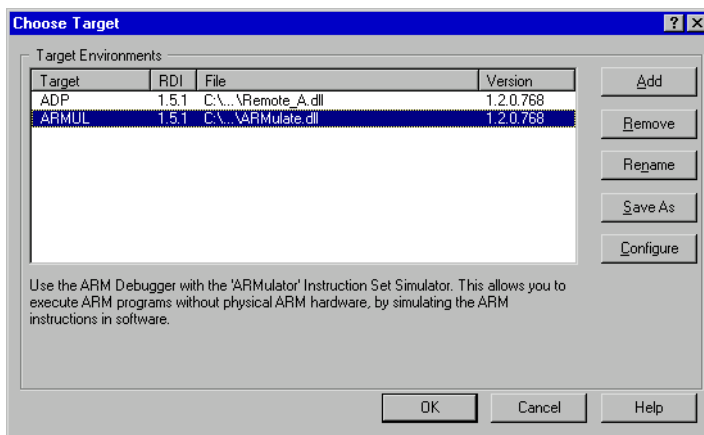 Choose Target
Target Environments
Target RDI File Version
ADP 1.5.1 C:\...\Remote_A.dll 1.2.0.768
ARMUL 1.5.1 C:\...\ARMulate.dll 1.2.0.768
Add
Remove
Rename
Save As
Configure
Use the ARM Debugger with the 'ARMulator' Instruction Set Simulator. This allows you to
execute ARM programs without physical ARM hardware, by simulating the ARM
instructions in software.
OK Cancel Help